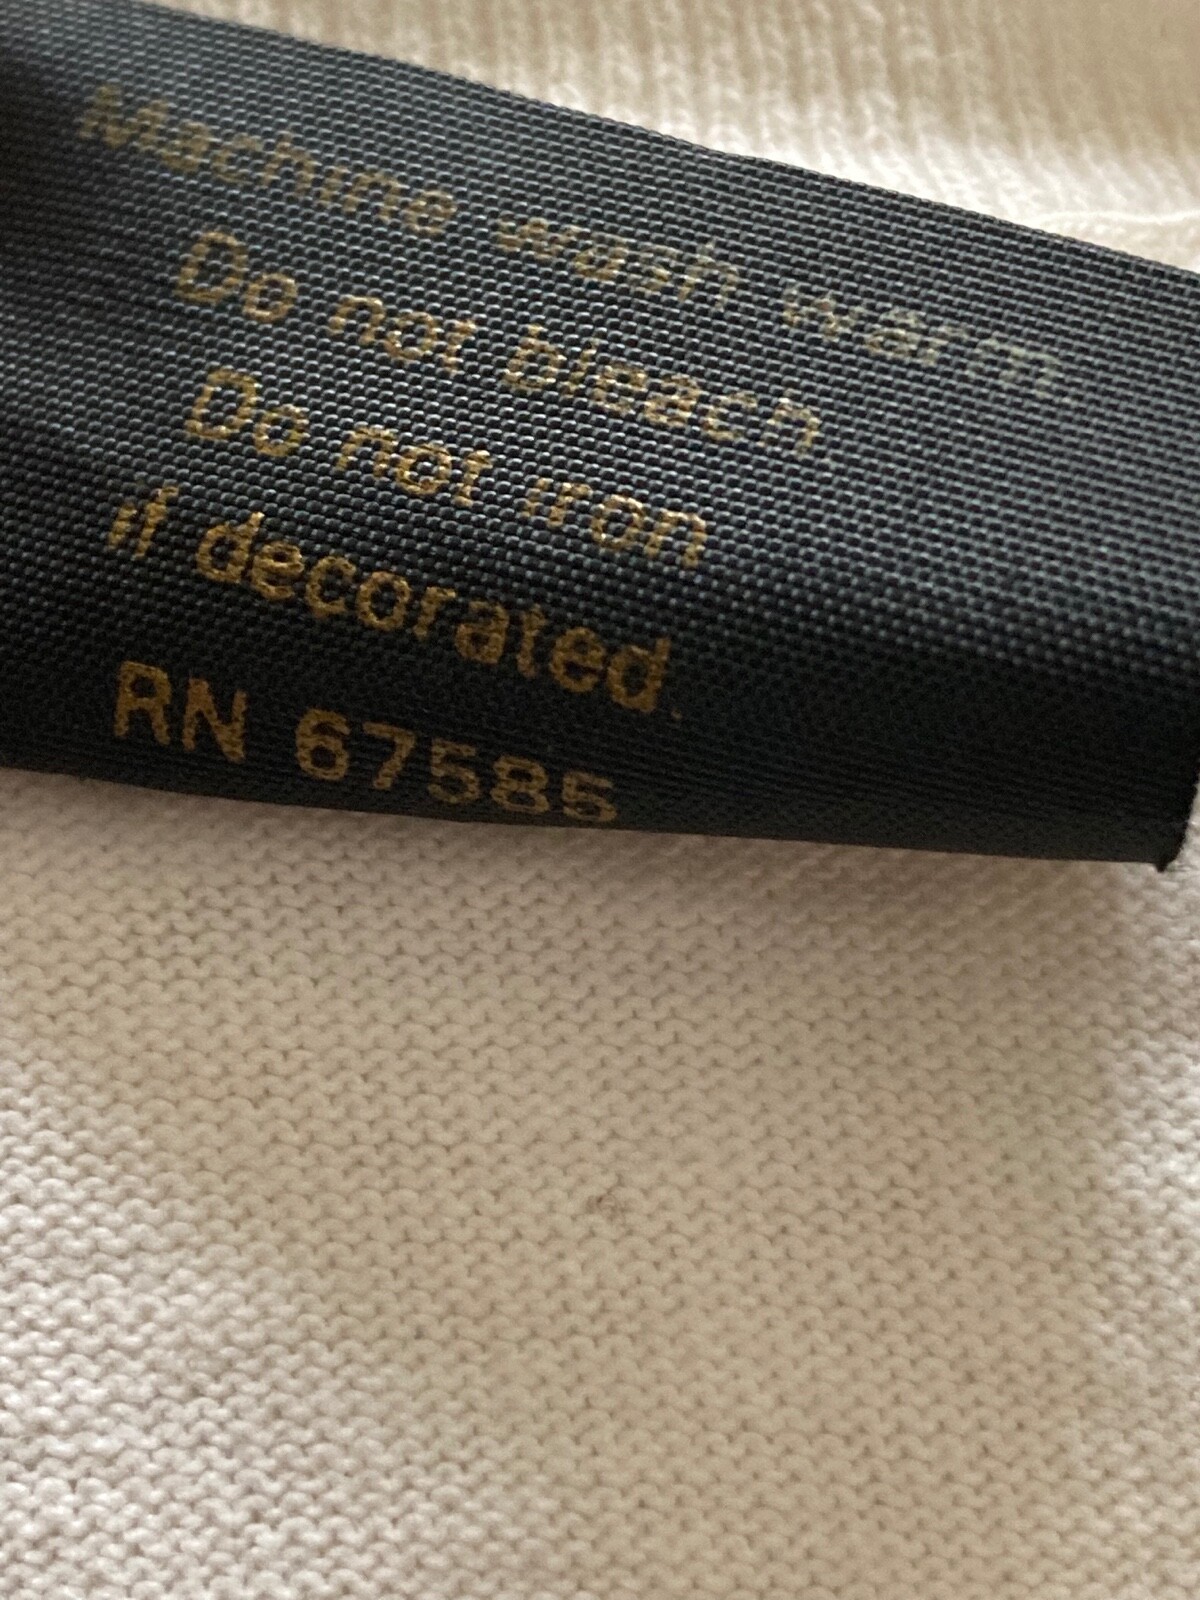 Machine wash warm
Do not bleach
Do not iron
if decorated.
RN 67585